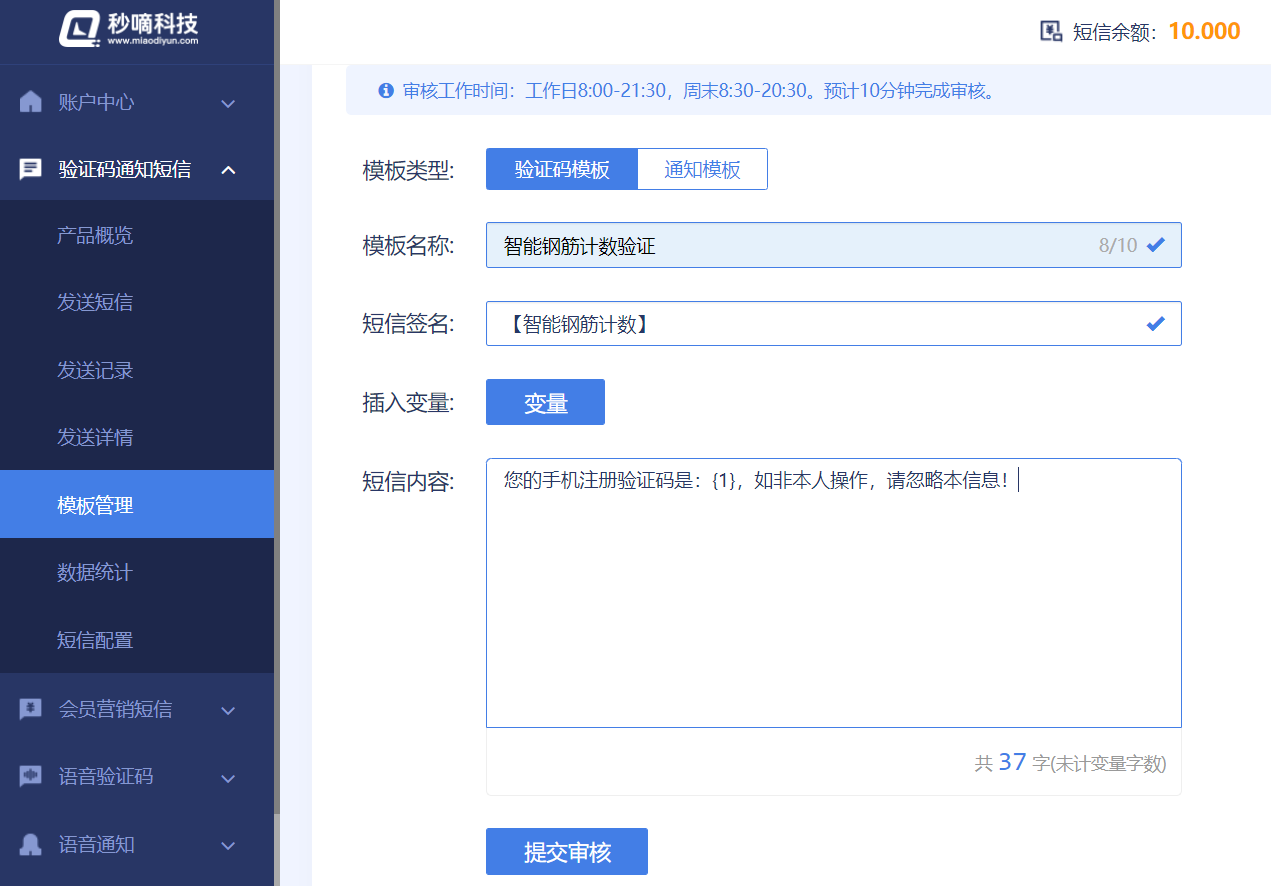 秒嘀科技
www.miaodiyun.com
短信余额：10.000
账户中心
验证码通知短信
产品概览
发送短信
发送记录
发送详情
模板管理
数据统计
短信配置
会员营销短信
语音验证码
语音通知
审核工作时间：工作日8:00-21:30，周末8:30-20:30。预计10分钟完成审核。
模板类型: 验证码模板 通知模板
模板名称: 智能钢筋计数验证 8/10
短信签名: 【智能钢筋计数】
插入变量: 变量
短信内容: 您的手机注册验证码是：{1}，如非本人操作，请忽略本信息！
共 37 字(未计变量字数)
提交审核